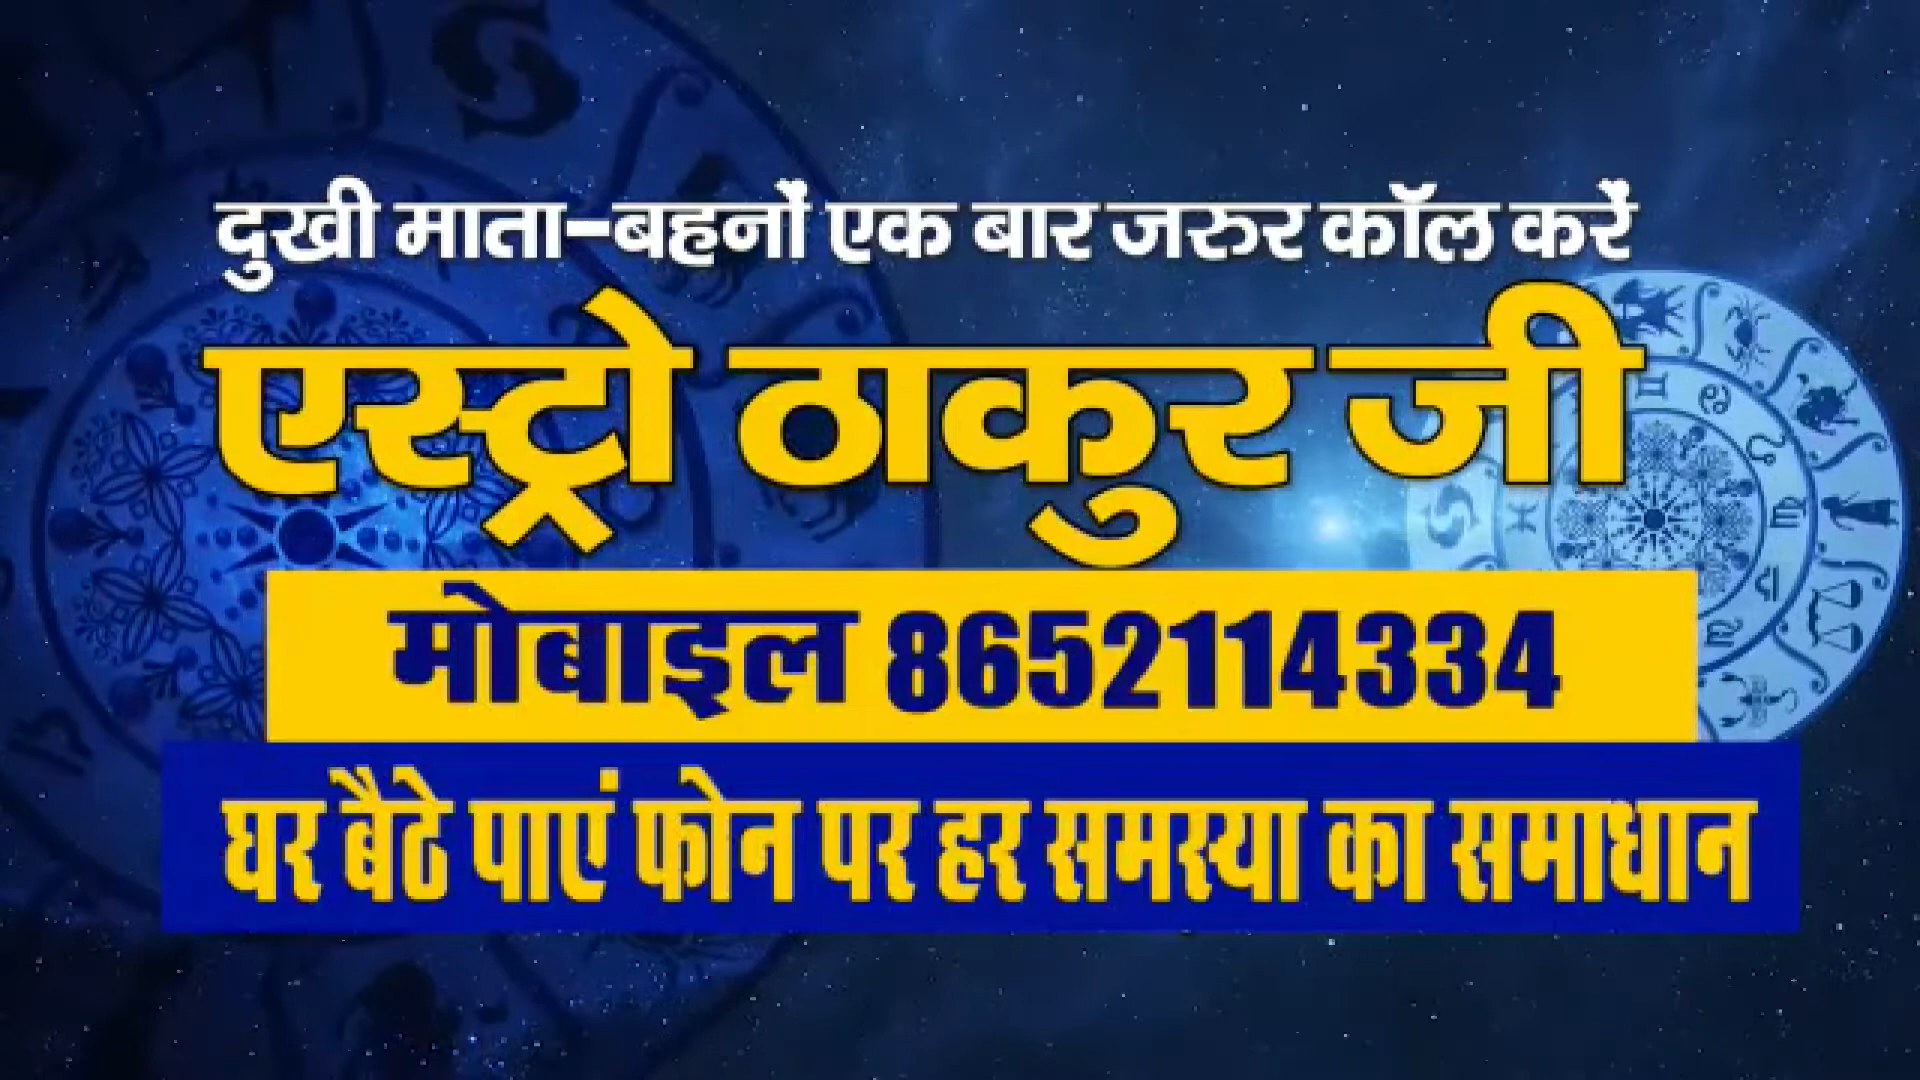 दुखी माता-बहनों एक बार जरुर कॉल करें
एस्ट्रो ठाकुर जी
मोबाइल 8652114334
घर बैठे पाएं फोन पर हर समस्या का समाधान